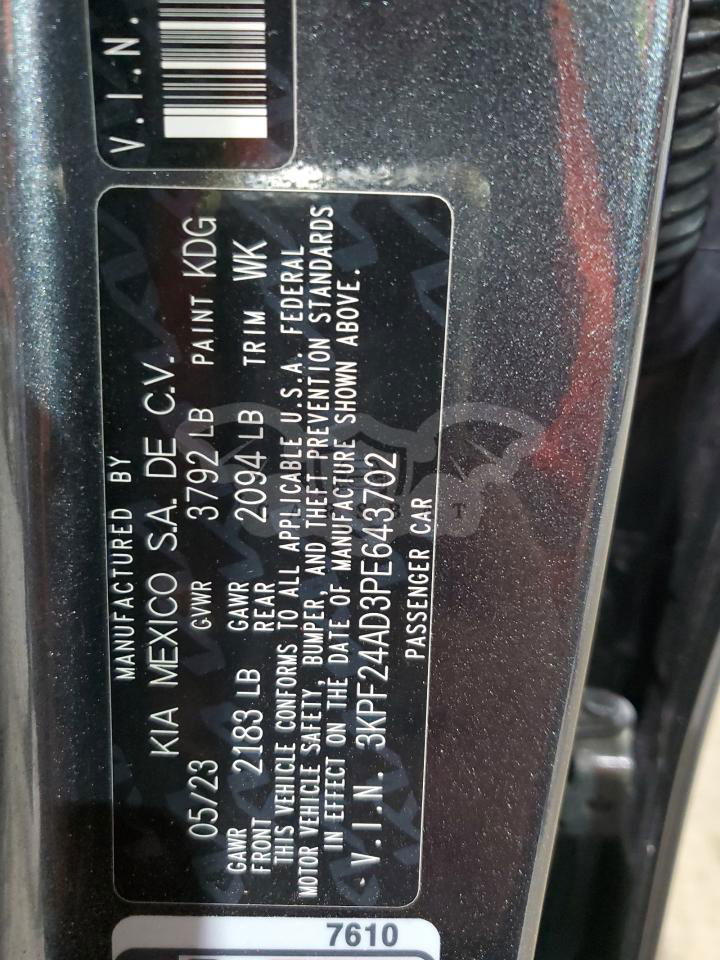 V.I.N.
MANUFACTURED BY
KIA MEXICO S.A. DE C.V.
05/23 GVWR 3792 LB PAINT KDG
GAWR FRONT 2183 LB GAWR REAR 2094 LB TRIM WK
THIS VEHICLE CONFORMS TO ALL APPLICABLE U.S.A. FEDERAL
MOTOR VEHICLE SAFETY, BUMPER, AND THEFT PREVENTION STANDARDS
IN EFFECT ON THE DATE OF MANUFACTURE SHOWN ABOVE.
V.I.N. 3KPF24AD3PE643702
PASSENGER CAR
7610